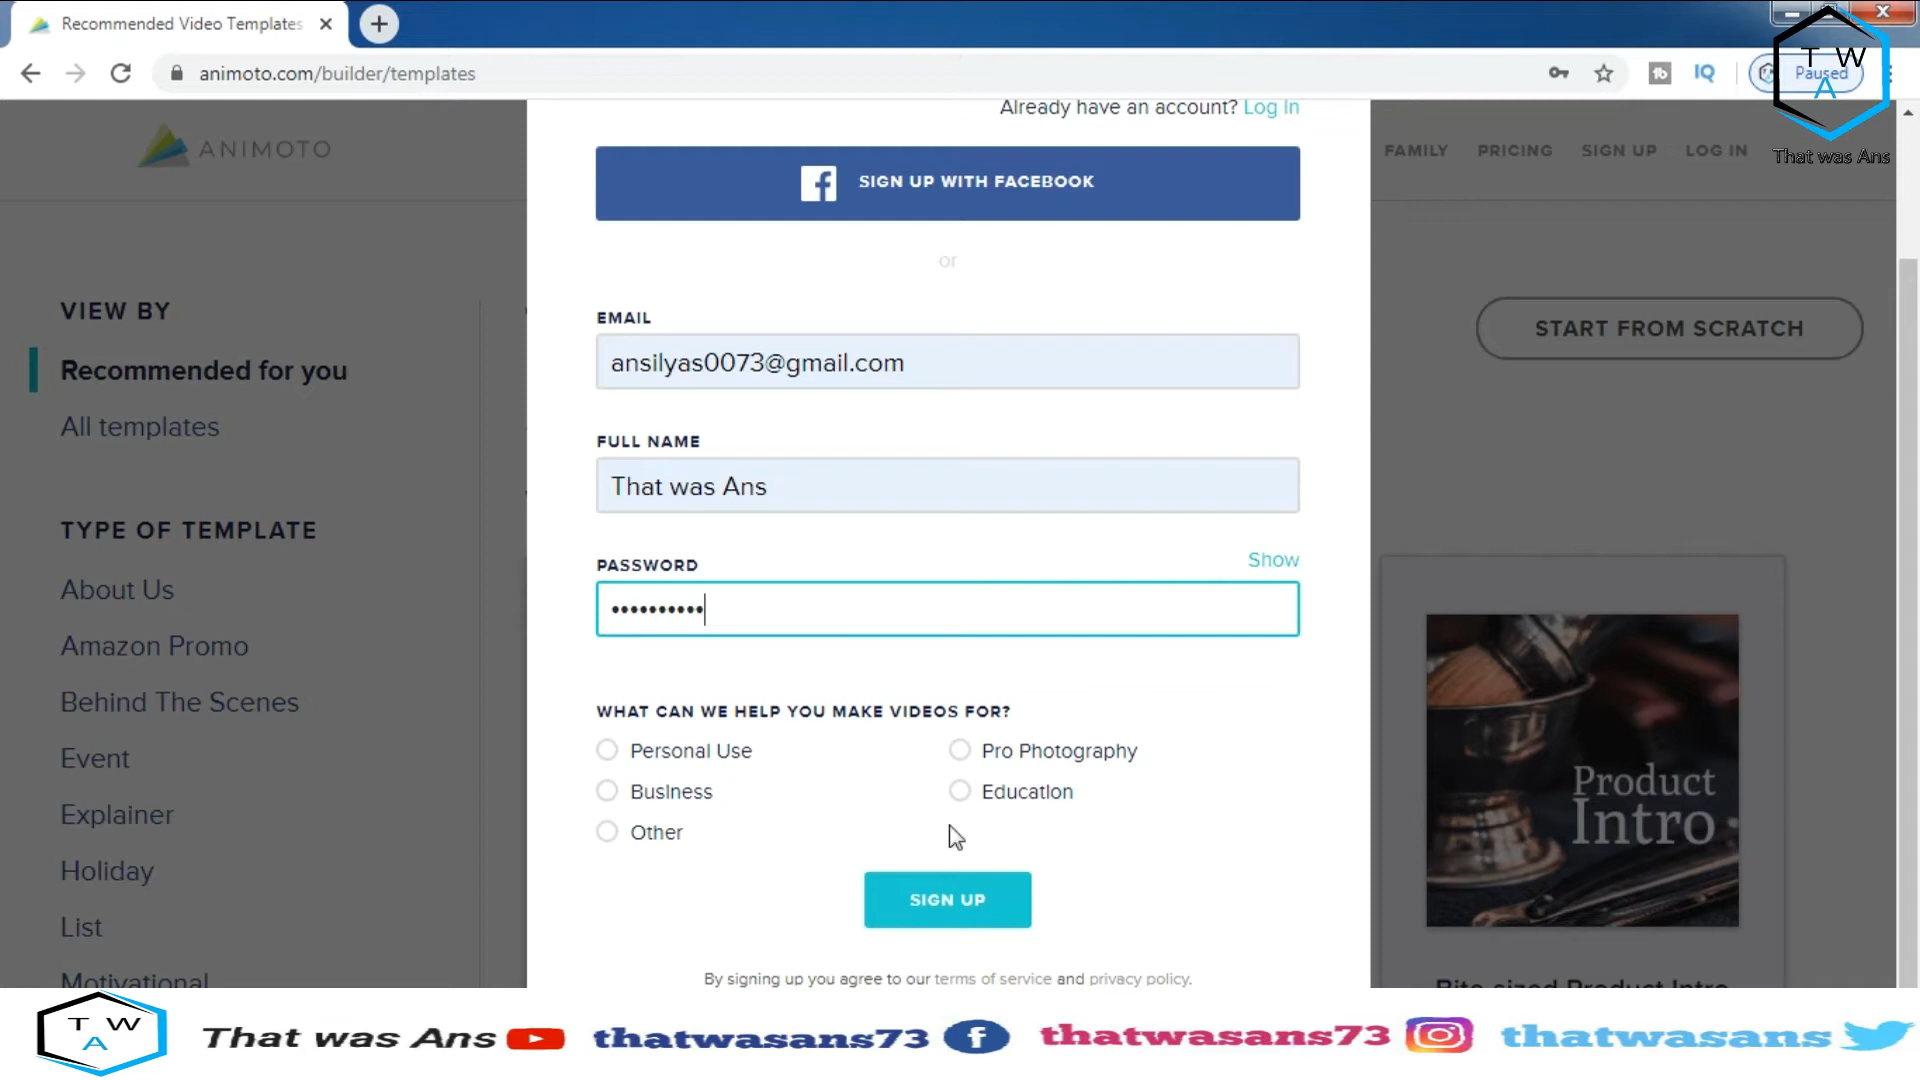 Recommended Video Templates
animoto.com/builder/templates
IQ
Paused
T W
A
That was Ans
Already have an account? Log In
ANIMOTO
FAMILY PRICING SIGN UP LOG IN
SIGN UP WITH FACEBOOK
or
VIEW BY
Recommended for you
All templates
START FROM SCRATCH
EMAIL
ansilyas0073@gmail.com
FULL NAME
That was Ans
PASSWORD
Show
••••••••••
TYPE OF TEMPLATE
About Us
Amazon Promo
Behind The Scenes
Event
Explainer
Holiday
List
Motivational
WHAT CAN WE HELP YOU MAKE VIDEOS FOR?
Personal Use
Pro Photography
Business
Education
Other
SIGN UP
By signing up you agree to our terms of service and privacy policy.
Product
Intro
Bite-sized Product Intro
T W
A
That was Ans
thatwasans73
thatwasans73
thatwasans